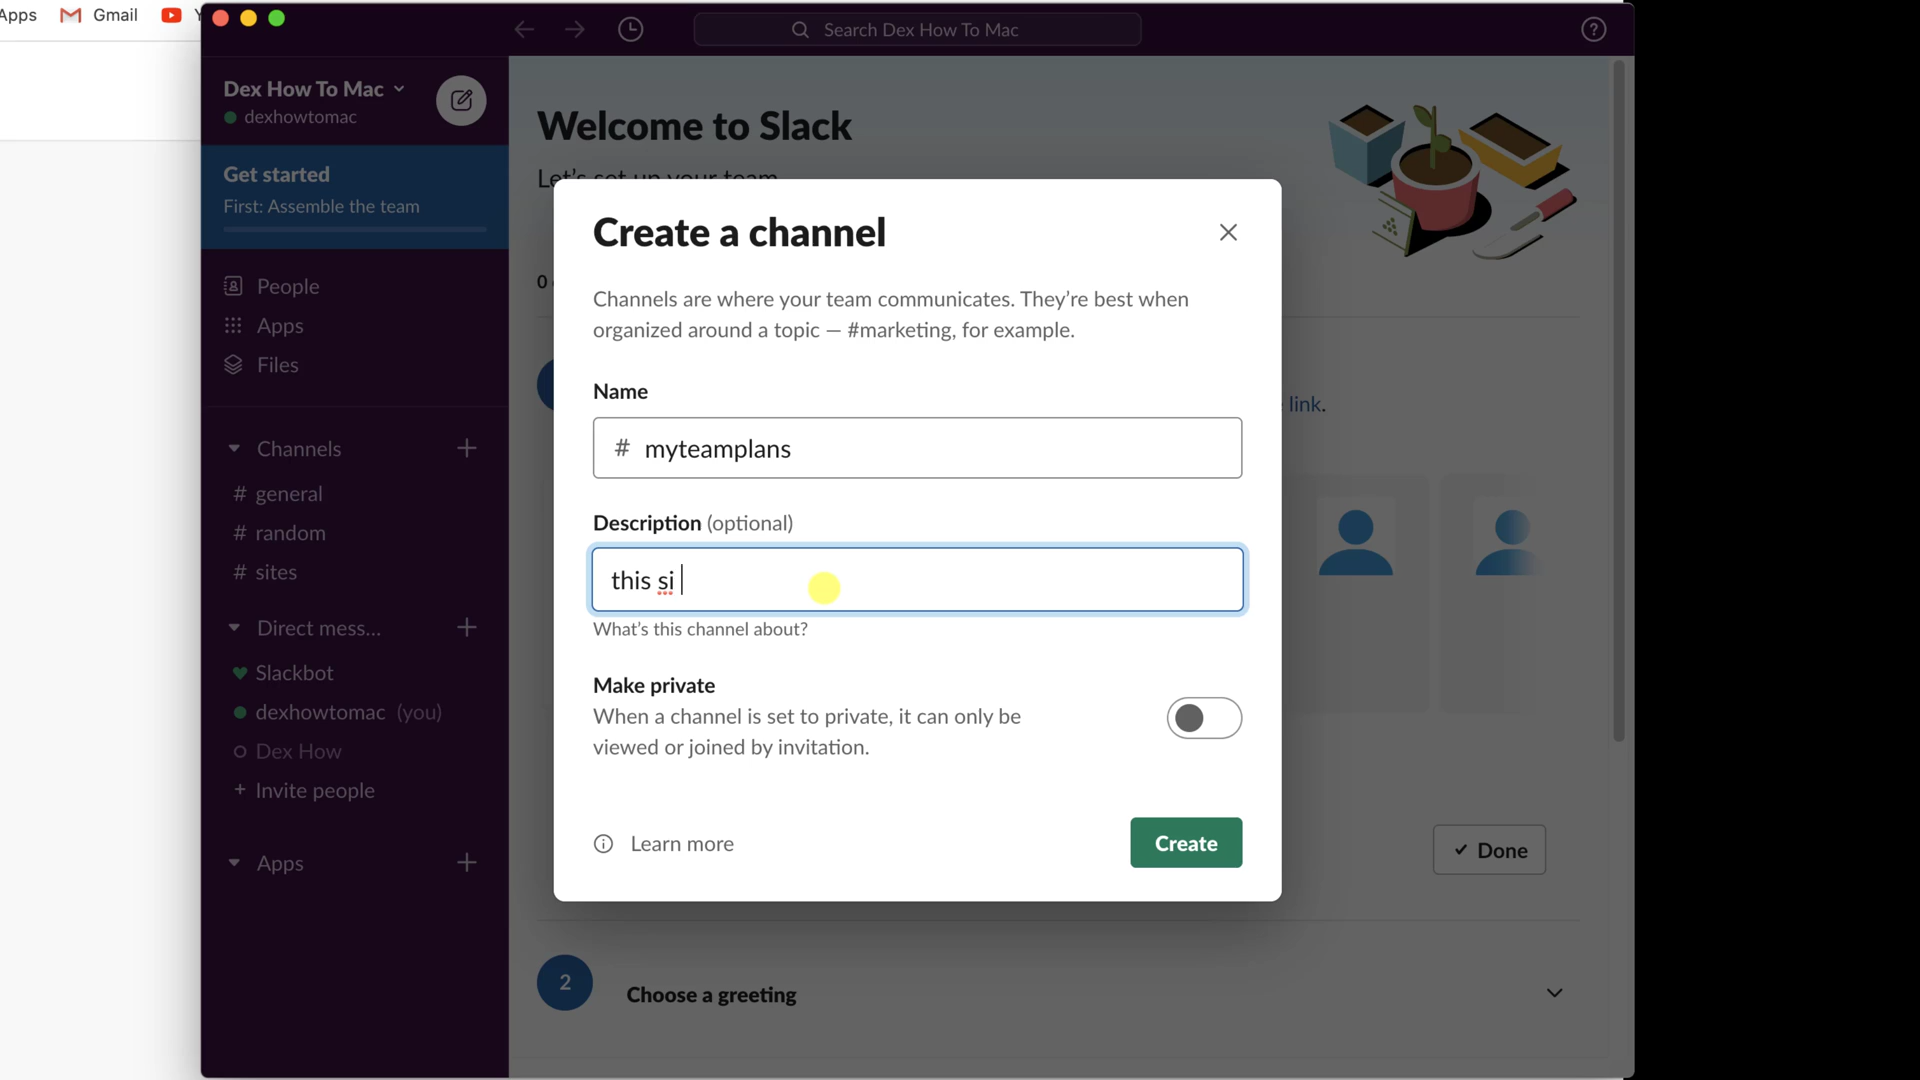 Apps
Gmail
Search Dex How To Mac
?
Dex How To Mac
dexhowtomac
Get started
First: Assemble the team
People
Apps
Files
Channels +
# general
# random
# sites
Direct mess... +
Slackbot
dexhowtomac (you)
Dex How
+ Invite people
Apps +
Welcome to Slack
Let's set up your team
0
link.
Create a channel
Channels are where your team communicates. They're best when
organized around a topic — #marketing, for example.
Name
# myteamplans
Description (optional)
this si
What's this channel about?
Make private
When a channel is set to private, it can only be
viewed or joined by invitation.
Learn more
Create
Done
2
Choose a greeting